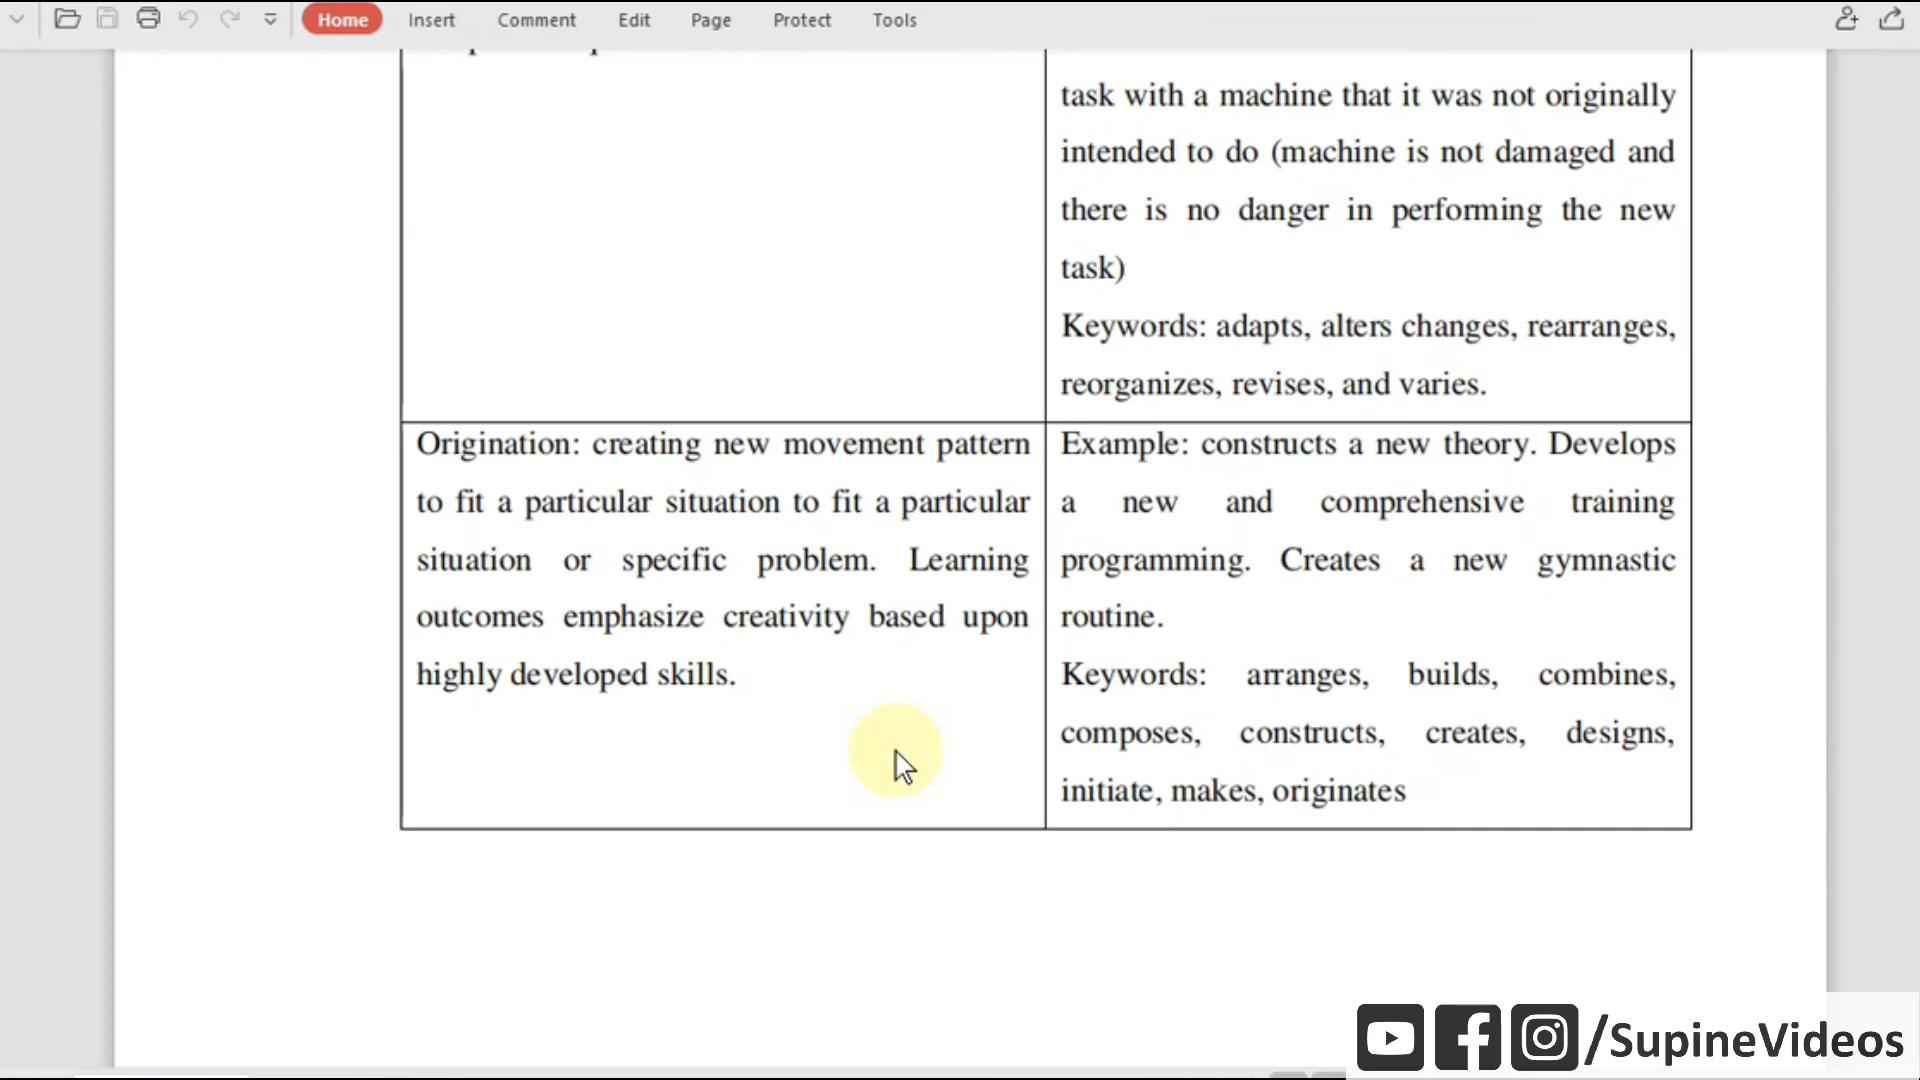 Home Insert Comment Edit Page Protect Tools
task with a machine that it was not originally
intended to do (machine is not damaged and
there is no danger in performing the new
task)
Keywords: adapts, alters changes, rearranges,
reorganizes, revises, and varies.
Origination: creating new movement pattern
to fit a particular situation to fit a particular
situation or specific problem. Learning
outcomes emphasize creativity based upon
highly developed skills.
Example: constructs a new theory. Develops
a new and comprehensive training
programming. Creates a new gymnastic
routine.
Keywords: arranges, builds, combines,
composes, constructs, creates, designs,
initiate, makes, originates
/SupineVideos